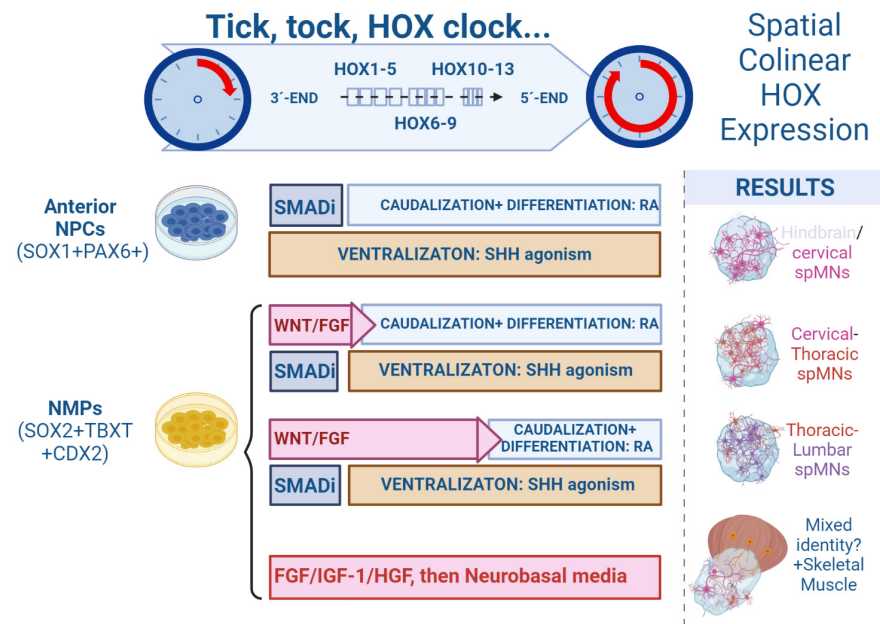 Tick, tock, HOX clock...
HOX1-5
HOX10-13
3´-END
5´-END
HOX6-9
Spatial
Colinear
HOX
Expression
RESULTS
Anterior
NPCs
(SOX1+PAX6+)
SMADi
CAUDALIZATION+ DIFFERENTIATION: RA
VENTRALIZATON: SHH agonism
Hindbrain/
cervical
spMNs
NMPs
(SOX2+TBXT
+CDX2)
WNT/FGF
CAUDALIZATION+ DIFFERENTIATION: RA
SMADi
VENTRALIZATON: SHH agonism
Cervical-
Thoracic
spMNs
WNT/FGF
CAUDALIZATION+
DIFFERENTIATION: RA
SMADi
VENTRALIZATON: SHH agonism
Thoracic-
Lumbar
spMNs
FGF/IGF-1/HGF, then Neurobasal media
Mixed
identity?
+Skeletal
Muscle